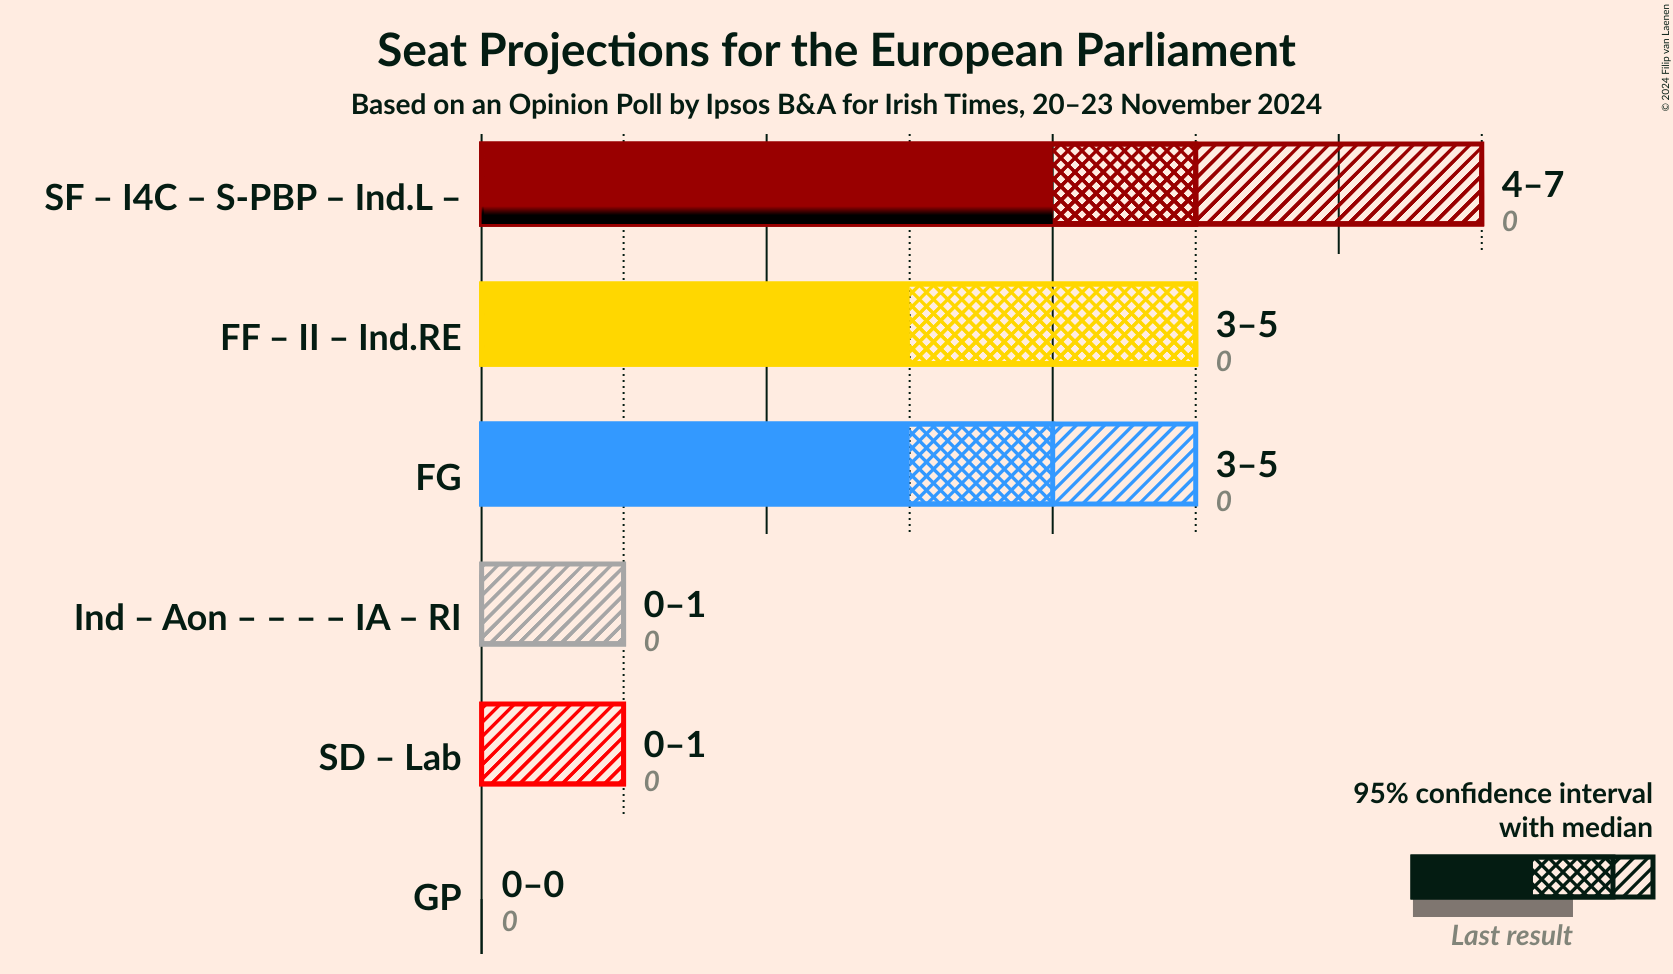 Seat Projections for the European Parliament
Based on an Opinion Poll by Ipsos B&A for Irish Times, 20–23 November 2024
© 2024 Filip van Laenen
SF – I4C – S-PBP – Ind.L –
4–7
0
FF – II – Ind.RE
3–5
0
FG
3–5
0
Ind – Aon – – – – IA – RI
0–1
0
SD – Lab
0–1
0
GP
0–0
0
95% confidence interval
with median
Last result